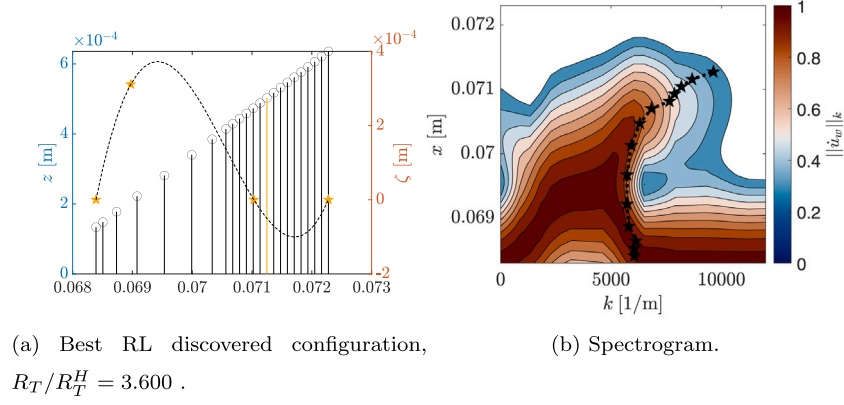 (a)
×10⁻⁴
×10⁻⁴
6
4
2
0
z [m]
4
2
0
-2
ζ [m]
0.068 0.069 0.07 0.071 0.072 0.073
(b)
0.072
0.071
0.07
0.069
x [m]
0 5000 10000
k [1/m]
1
0.8
0.6
0.4
0.2
0
||u̇_w||_k
(a) Best RL discovered configuration,
R_T/R_T^H = 3.600 .
(b) Spectrogram.